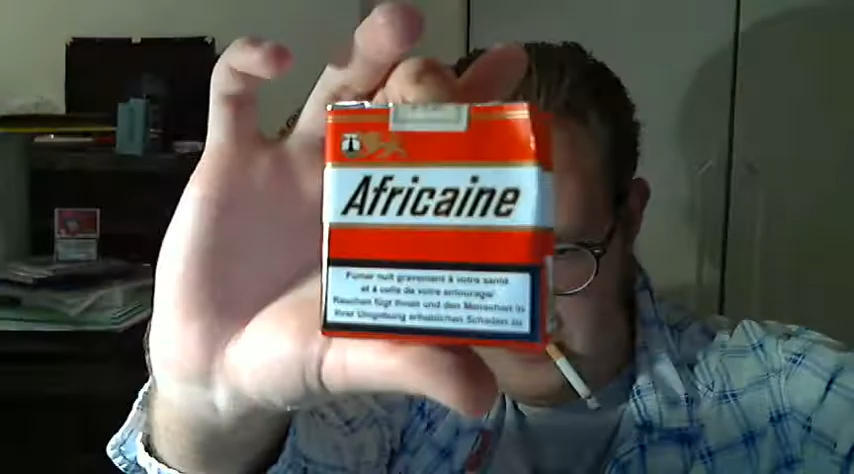 Africaine
Fumer nuit gravement à votre santé
et à celle de votre entourage!
Rauchen fügt Ihnen und den Menschen in
Ihrer Umgebung erheblichen Schaden zu.